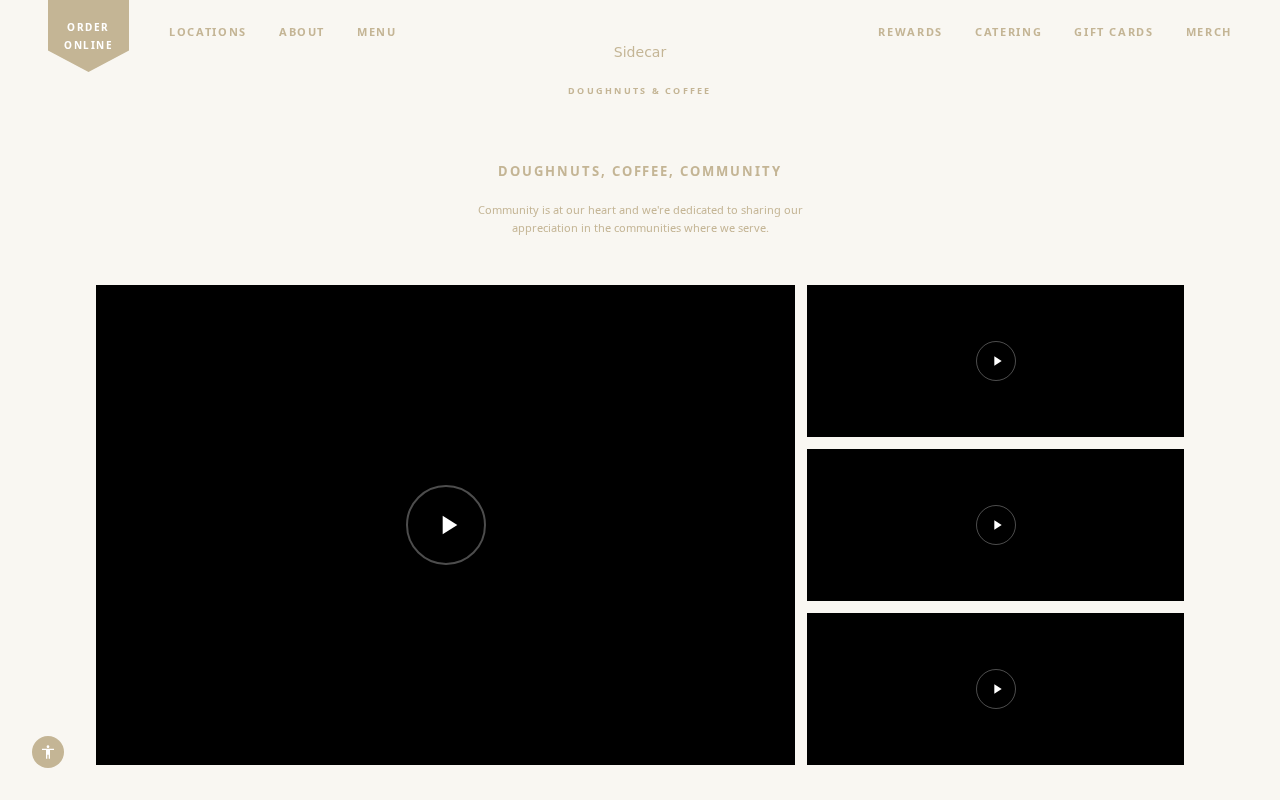 ORDER
ONLINE
LOCATIONS ABOUT MENU
Sidecar
REWARDS CATERING GIFT CARDS MERCH
DOUGHNUTS & COFFEE
DOUGHNUTS, COFFEE, COMMUNITY
Community is at our heart and we're dedicated to sharing our
appreciation in the communities where we serve.